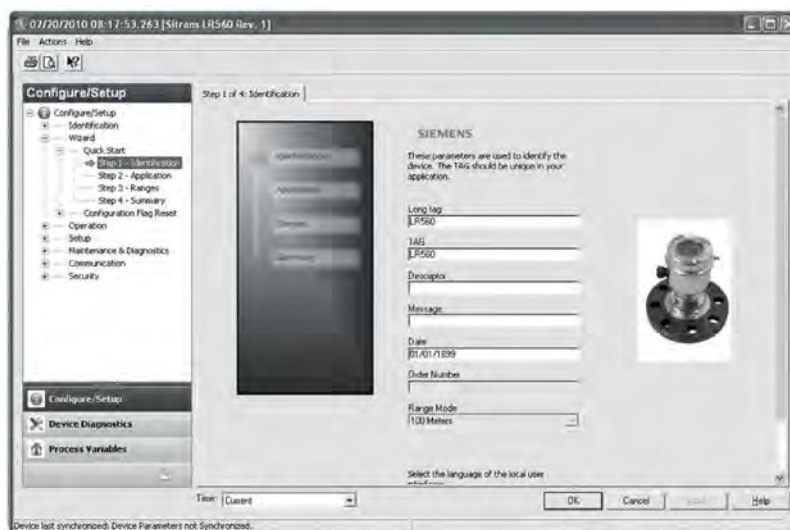 07/20/2010 08:17:53.263 [Sitrans LR560 Rev. 1]
File Actions Help
Configure/Setup
Configure/Setup
Identification
Wizard
Quick Start
Step 1 - Identification
Step 2 - Application
Step 3 - Ranges
Step 4 - Summary
Configuration Flag Reset
Operation
Setup
Maintenance & Diagnostics
Communication
Security
Configure/Setup
Device Diagnostics
Process Variables
Step 1 of 4: Identification
Identification
SIEMENS
These parameters are used to identify the
device. The TAG should be unique in your
application.
Long tag
LR560
TAG
LR560
Descriptor
Message
Date
01/01/1899
Order Number
Range Mode
100 Meters
Select the language of the local user
interface.
Time: Current
OK
Cancel
Help
Device last synchronized: Device Parameters not Synchronized.